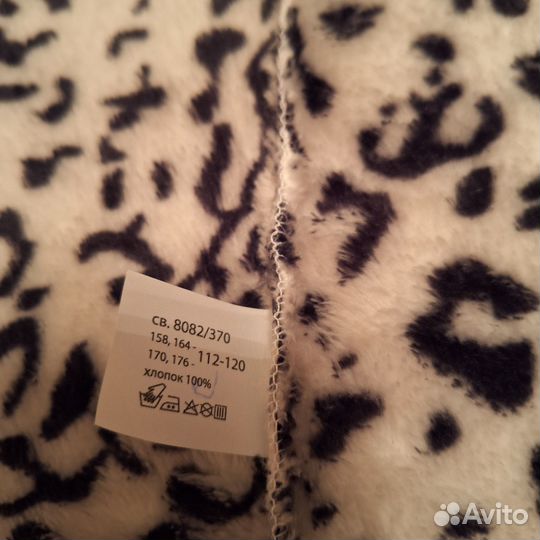 СВ. 8082/370
158, 164 -
170, 176 - 112-120
ХЛОПОК 100%
Avito